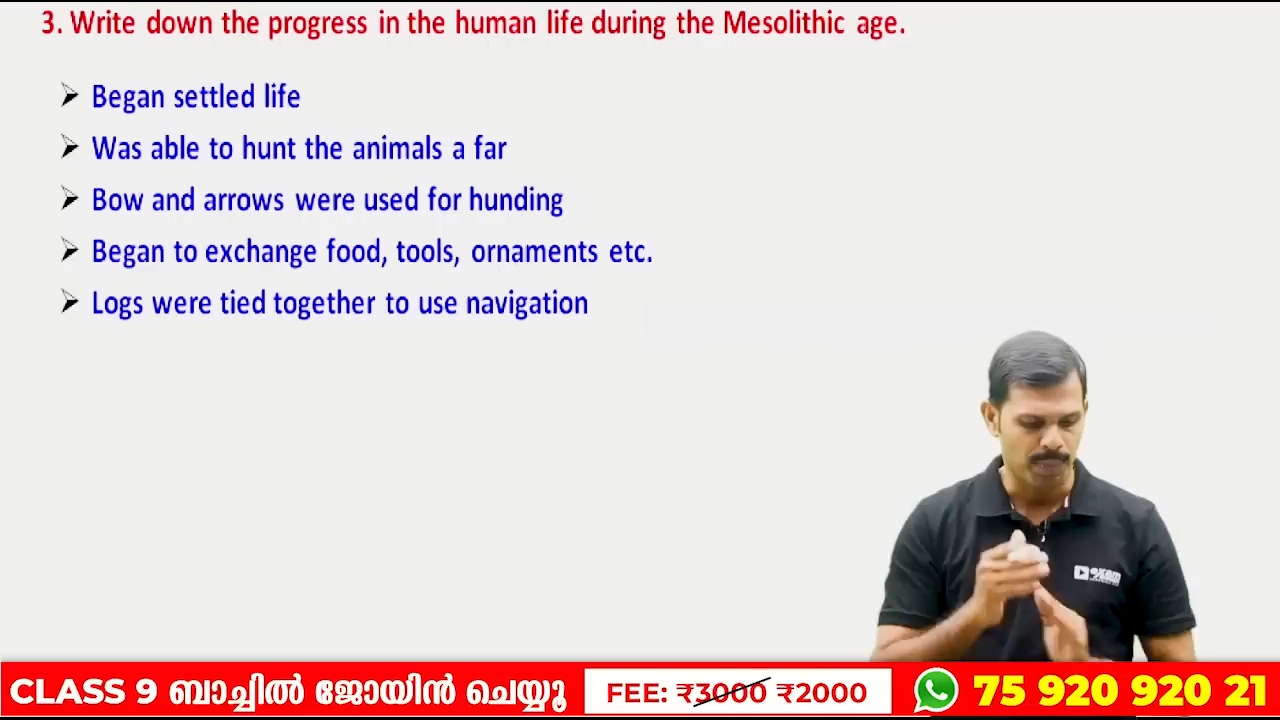 3. Write down the progress in the human life during the Mesolithic age.
➢ Began settled life
➢ Was able to hunt the animals a far
➢ Bow and arrows were used for hunding
➢ Began to exchange food, tools, ornaments etc.
➢ Logs were tied together to use navigation
exam
CLASS 9 ബാച്ചിൽ ജോയിൻ ചെയ്യൂ
FEE: ₹3000 ₹2000
75 920 920 21